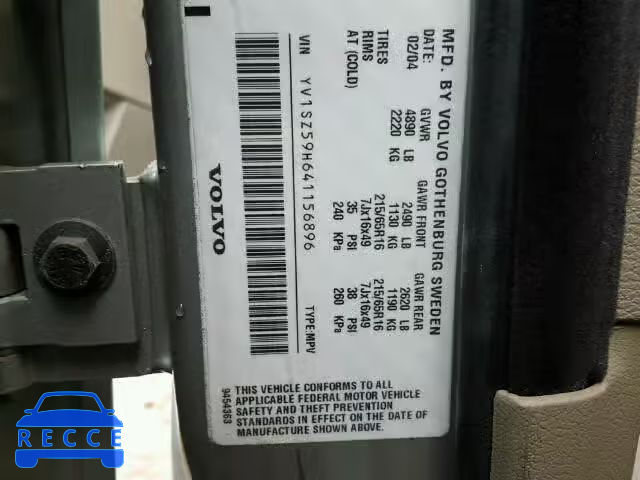 MFD. BY VOLVO GOTHENBURG SWEDEN
DATE: GVWR GAWR FRONT GAWR REAR
02/04 4890 LB 2490 LB 2620 LB
2220 KG 1130 KG 1190 KG
TIRES 215/65R16 215/65R16
RIMS 7Jx16x49 7Jx16x49
AT (COLD) 35 PSI 38 PSI
240 KPa 260 KPa
VIN YV1SZ59H641156896 TYPE:MPV
VOLVO
THIS VEHICLE CONFORMS TO ALL
APPLICABLE FEDERAL MOTOR VEHICLE
SAFETY AND THEFT PREVENTION
STANDARDS IN EFFECT ON THE DATE OF
MANUFACTURE SHOWN ABOVE.
9454363
RECCE